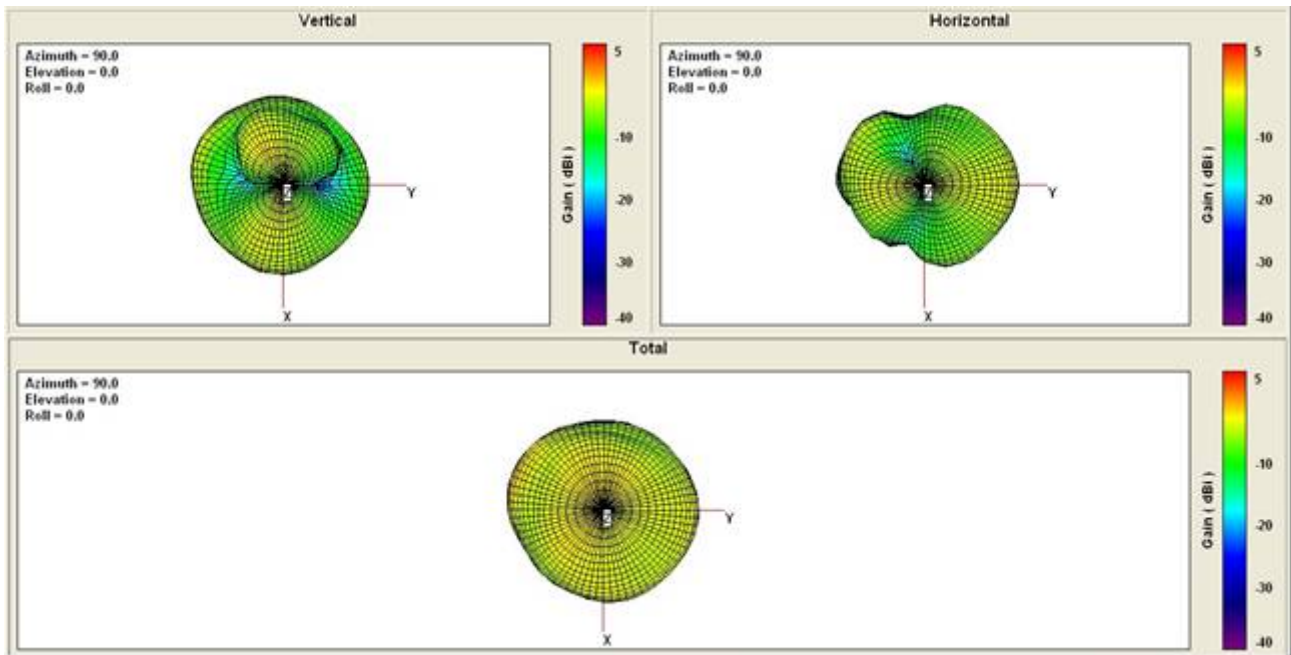 Vertical
Azimuth = 90.0
Elevation = 0.0
Roll = 0.0
Y
X
5
-10
-20
-30
-40
Gain ( dBi )
Horizontal
Azimuth = 90.0
Elevation = 0.0
Roll = 0.0
Y
X
5
-10
-20
-30
-40
Gain ( dBi )
Total
Azimuth = 90.0
Elevation = 0.0
Roll = 0.0
Y
X
5
-10
-20
-30
-40
Gain ( dBi )